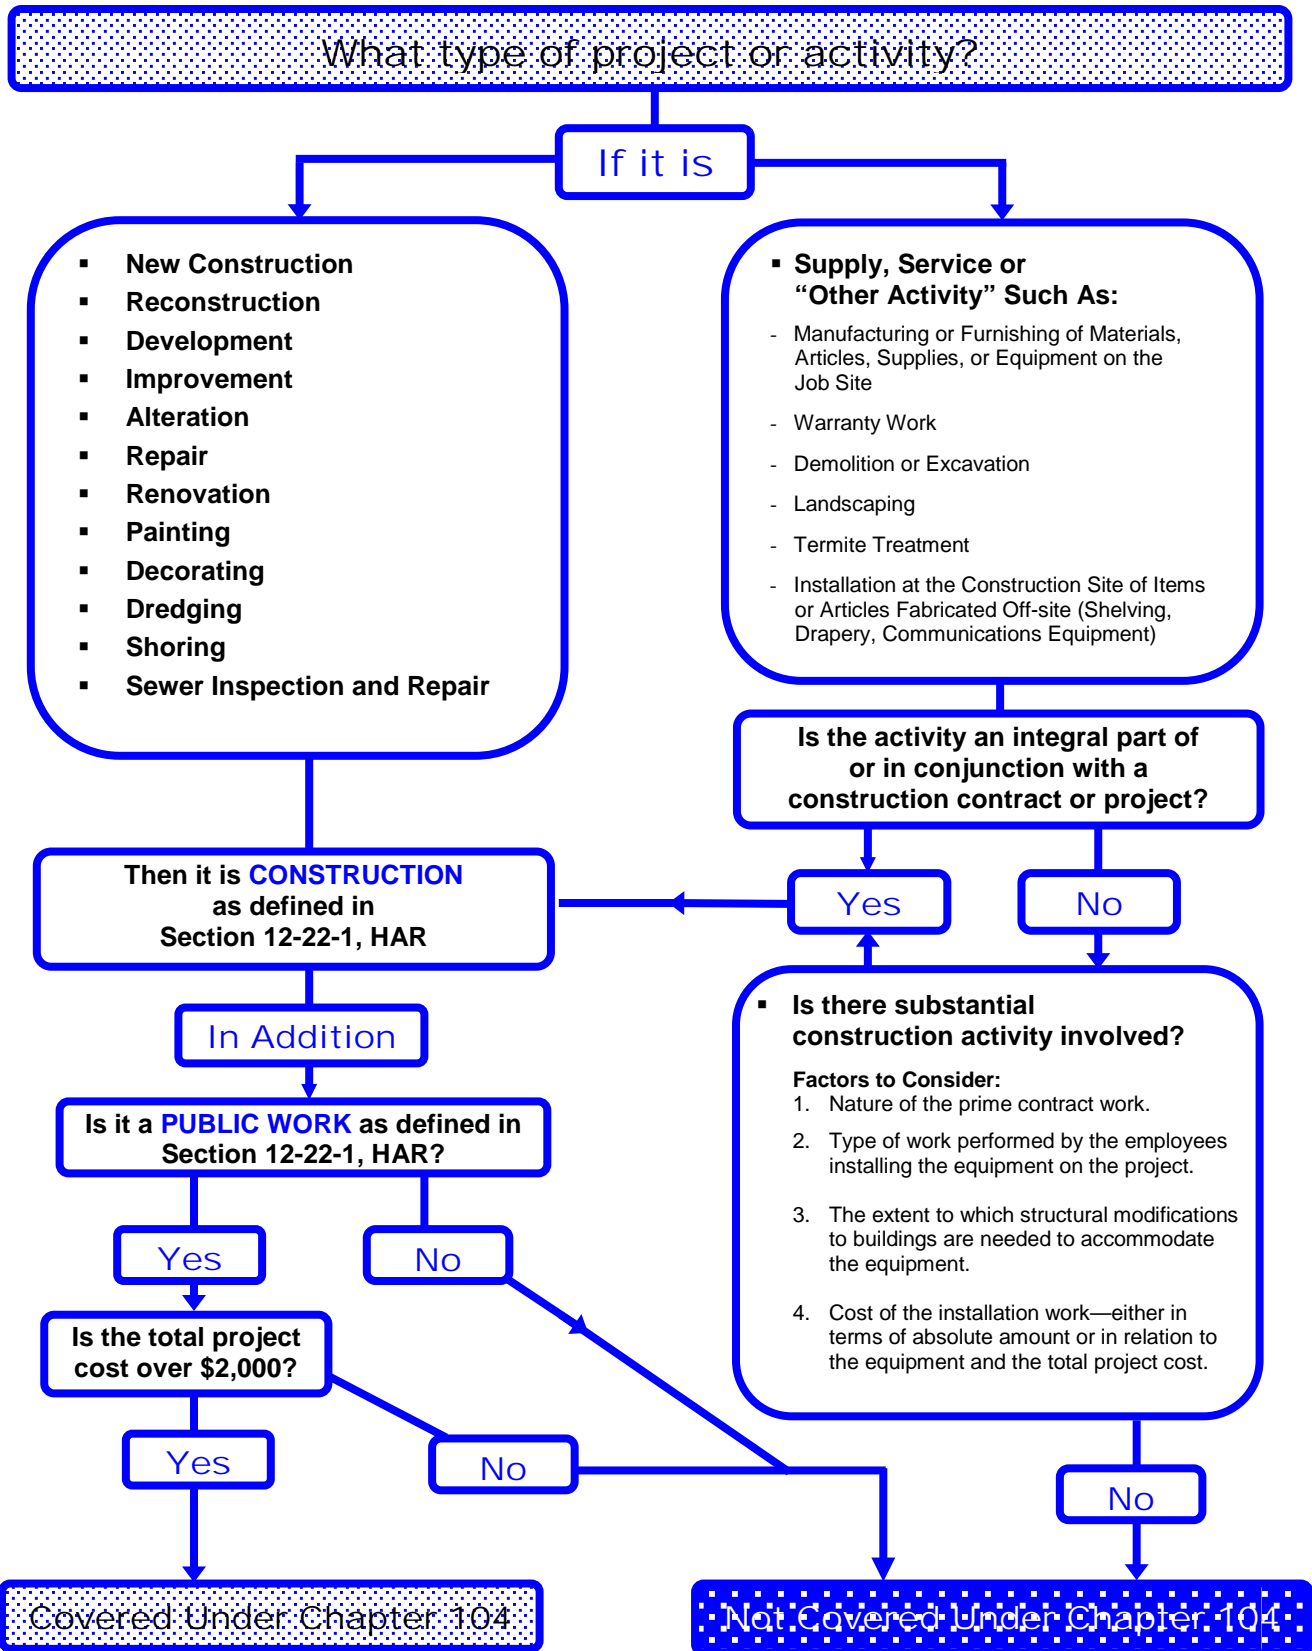 What type of project or activity?
If it is
▪ New Construction
▪ Reconstruction
▪ Development
▪ Improvement
▪ Alteration
▪ Repair
▪ Renovation
▪ Painting
▪ Decorating
▪ Dredging
▪ Shoring
▪ Sewer Inspection and Repair
▪ Supply, Service or
“Other Activity” Such As:
- Manufacturing or Furnishing of Materials,
Articles, Supplies, or Equipment on the
Job Site
- Warranty Work
- Demolition or Excavation
- Landscaping
- Termite Treatment
- Installation at the Construction Site of Items
or Articles Fabricated Off-site (Shelving,
Drapery, Communications Equipment)
Is the activity an integral part of
or in conjunction with a
construction contract or project?
Yes
No
Then it is CONSTRUCTION
as defined in
Section 12-22-1, HAR
In Addition
Is it a PUBLIC WORK as defined in
Section 12-22-1, HAR?
Yes
No
Is the total project
cost over $2,000?
Yes
No
▪ Is there substantial
construction activity involved?
Factors to Consider:
1. Nature of the prime contract work.
2. Type of work performed by the employees
installing the equipment on the project.
3. The extent to which structural modifications
to buildings are needed to accommodate
the equipment.
4. Cost of the installation work—either in
terms of absolute amount or in relation to
the equipment and the total project cost.
No
Covered Under Chapter 104
Not Covered Under Chapter 104